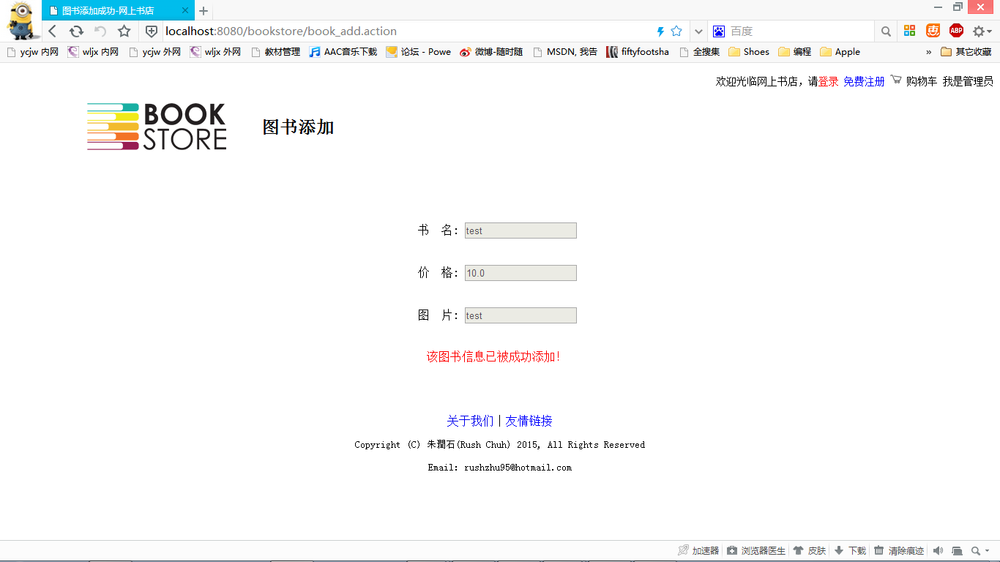 图书添加成功-网上书店
localhost:8080/bookstore/book_add.action
百度
ABP
ycjw 内网 wljx 内网 ycjw 外网 wljx 外网 教材管理 AAC音乐下载 论坛 - Powe 微博-随时随 MSDN, 我告 fiftyfootsha 全搜集 Shoes 编程 Apple » 其它收藏
欢迎光临网上书店，请登录 免费注册 购物车 我是管理员
BOOK
STORE
图书添加
书 名: test
价 格: 10.0
图 片: test
该图书信息已被成功添加!
关于我们 | 友情链接
Copyright (C) 朱潤石(Rush Chuh) 2015, All Rights Reserved
Email: rushzhu95@hotmail.com
加速器 浏览器医生 皮肤 下载 清除痕迹